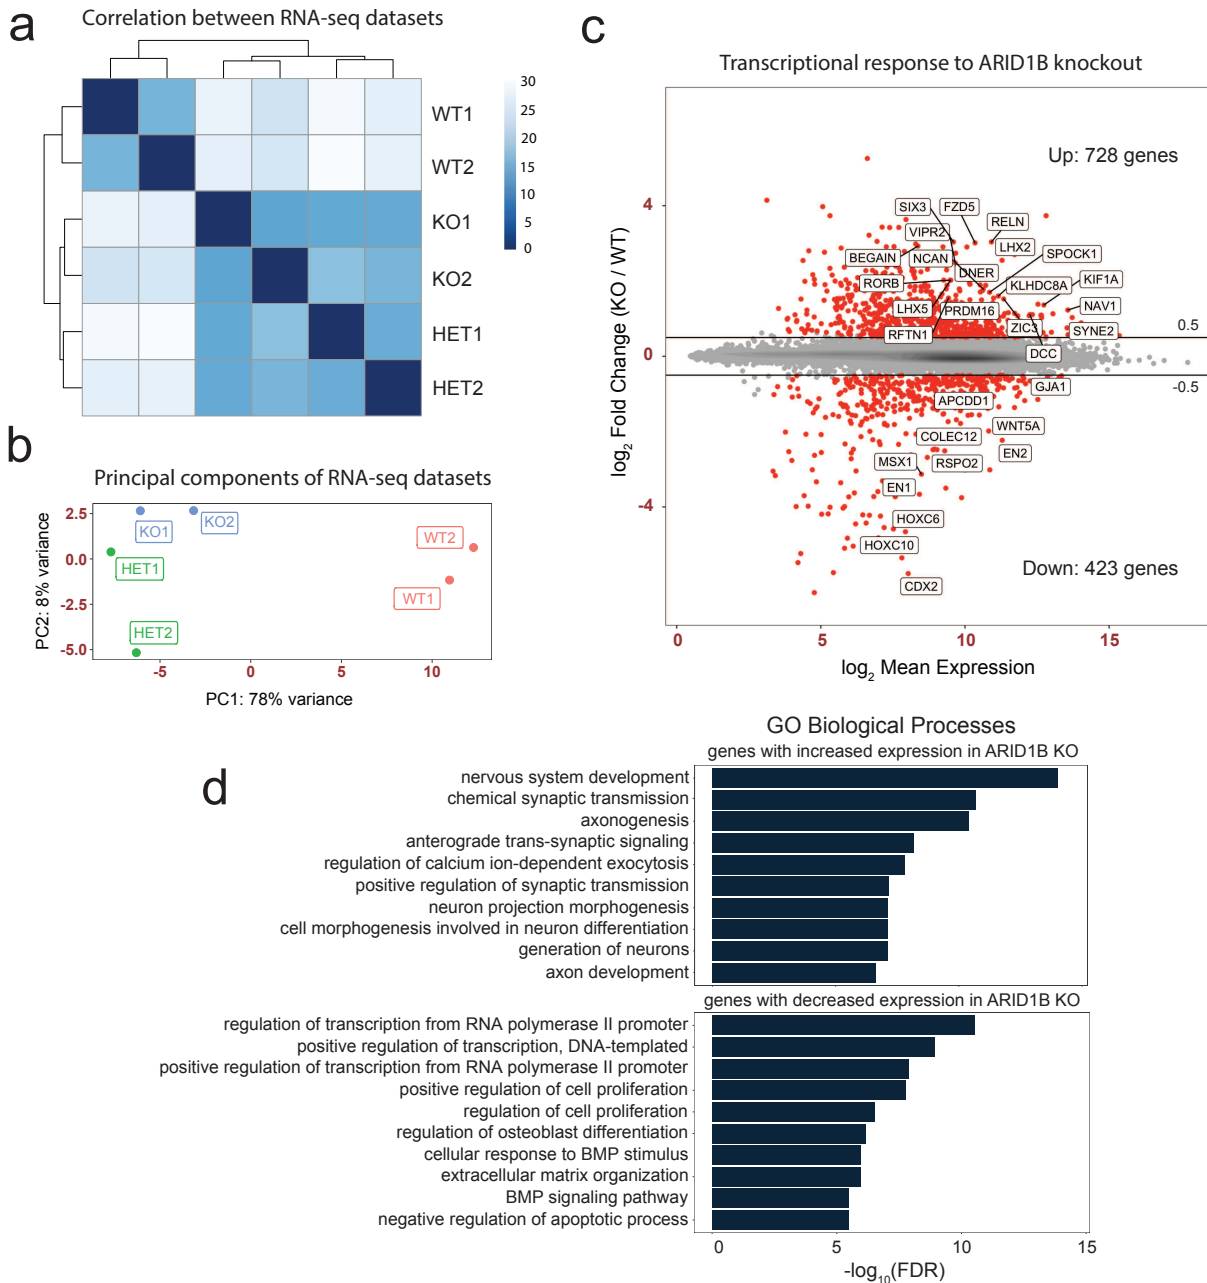 a
Correlation between RNA-seq datasets
30
25
20
15
10
5
0
WT1
WT2
KO1
KO2
HET1
HET2
b
Principal components of RNA-seq datasets
PC2: 8% variance
2.5
0.0
-2.5
-5.0
KO1
KO2
HET1
HET2
WT2
WT1
-5
0
5
10
PC1: 78% variance
c
Transcriptional response to ARID1B knockout
log2 Fold Change (KO / WT)
4
0
-4
Up: 728 genes
SIX3
FZD5
RELN
VIPR2
LHX2
BEGAIN
NCAN
SPOCK1
DNER
RORB
KLHDC8A
KIF1A
LHX5
PRDM16
NAV1
ZIC3
SYNE2
RFTN1
DCC
0.5
-0.5
GJA1
APCDD1
WNT5A
COLEC12
EN2
MSX1
RSPO2
EN1
HOXC6
HOXC10
CDX2
Down: 423 genes
0
5
10
15
log2 Mean Expression
d
GO Biological Processes
genes with increased expression in ARID1B KO
nervous system development
chemical synaptic transmission
axonogenesis
anterograde trans-synaptic signaling
regulation of calcium ion-dependent exocytosis
positive regulation of synaptic transmission
neuron projection morphogenesis
cell morphogenesis involved in neuron differentiation
generation of neurons
axon development
genes with decreased expression in ARID1B KO
regulation of transcription from RNA polymerase II promoter
positive regulation of transcription, DNA-templated
positive regulation of transcription from RNA polymerase II promoter
positive regulation of cell proliferation
regulation of cell proliferation
regulation of osteoblast differentiation
cellular response to BMP stimulus
extracellular matrix organization
BMP signaling pathway
negative regulation of apoptotic process
0
5
10
15
-log10(FDR)